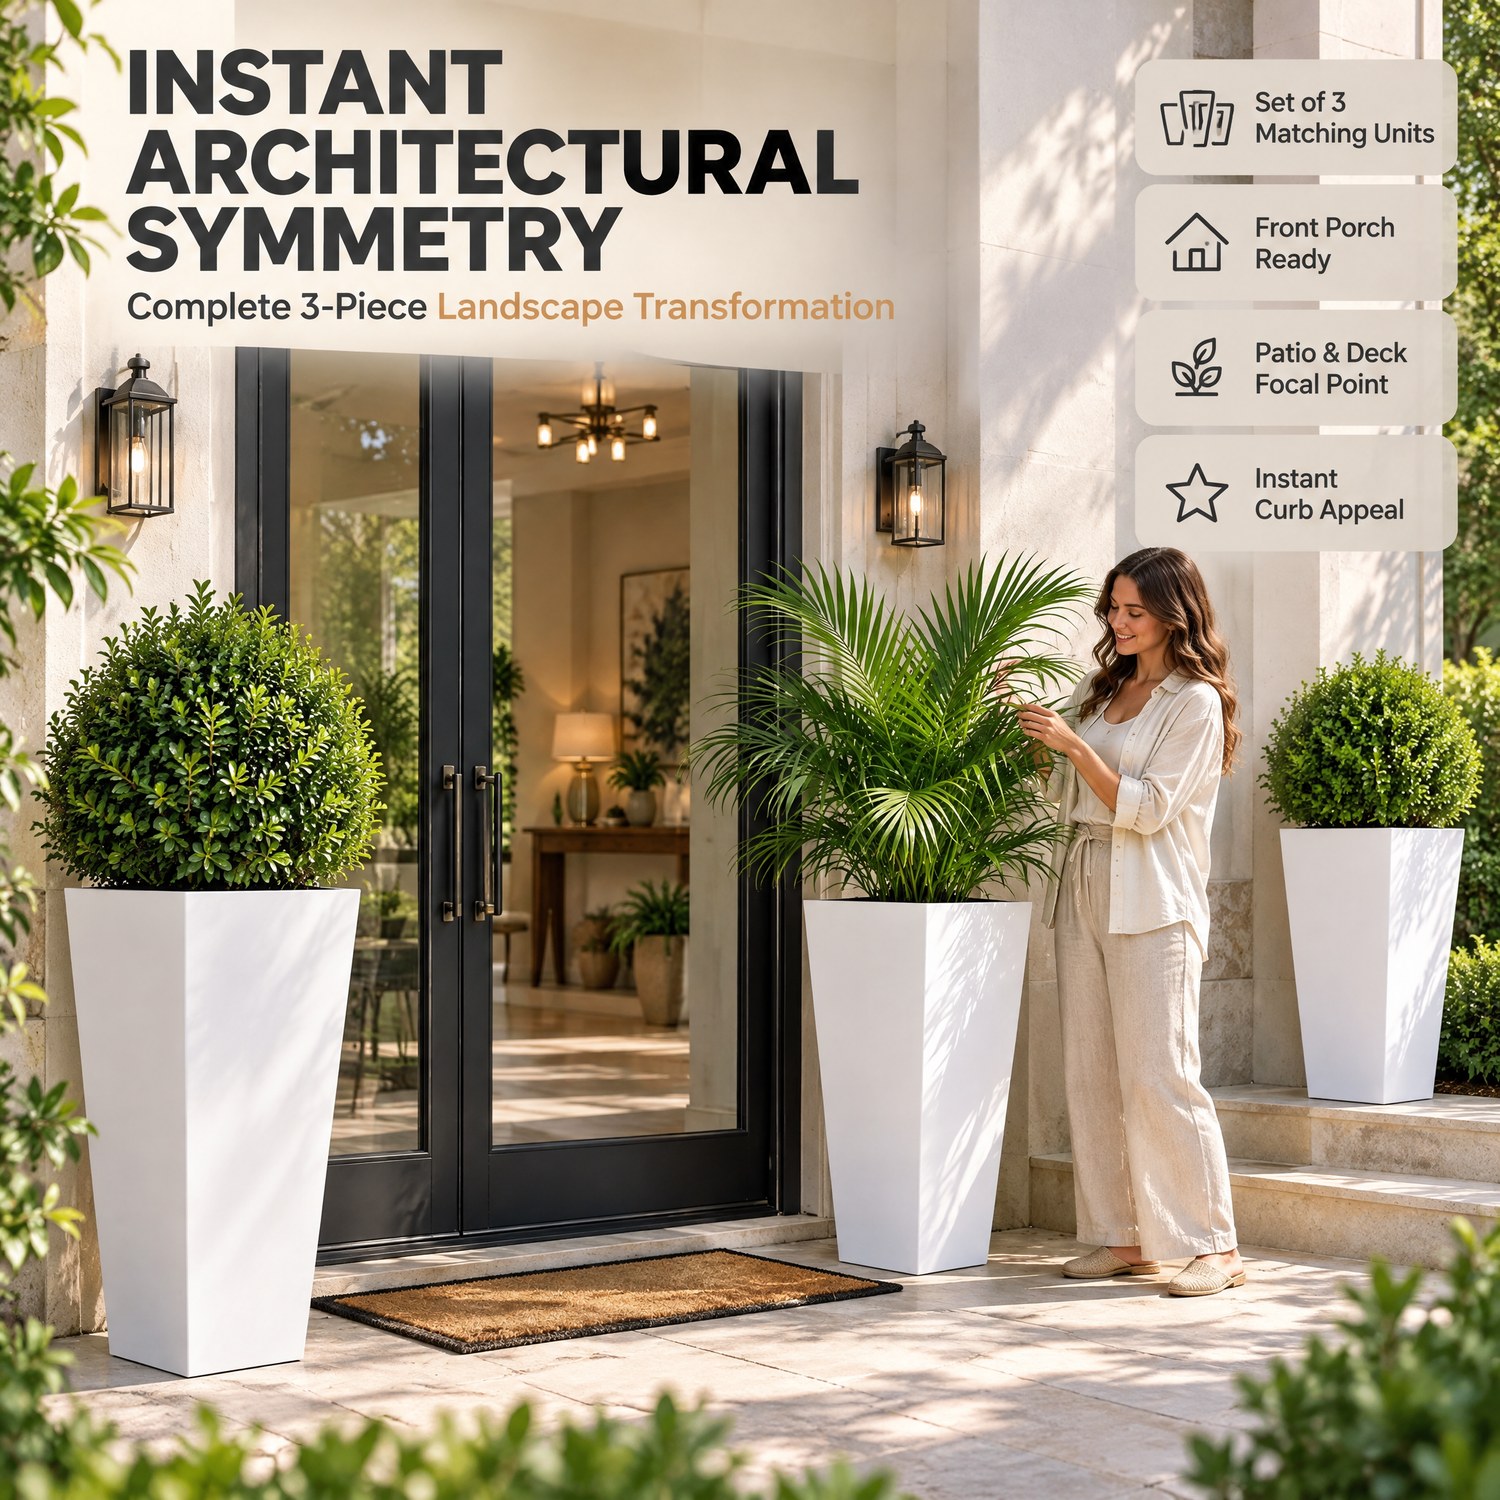 INSTANT
ARCHITECTURAL
SYMMETRY
Complete 3-Piece Landscape Transformation
Set of 3
Matching Units
Front Porch
Ready
Patio & Deck
Focal Point
Instant
Curb Appeal